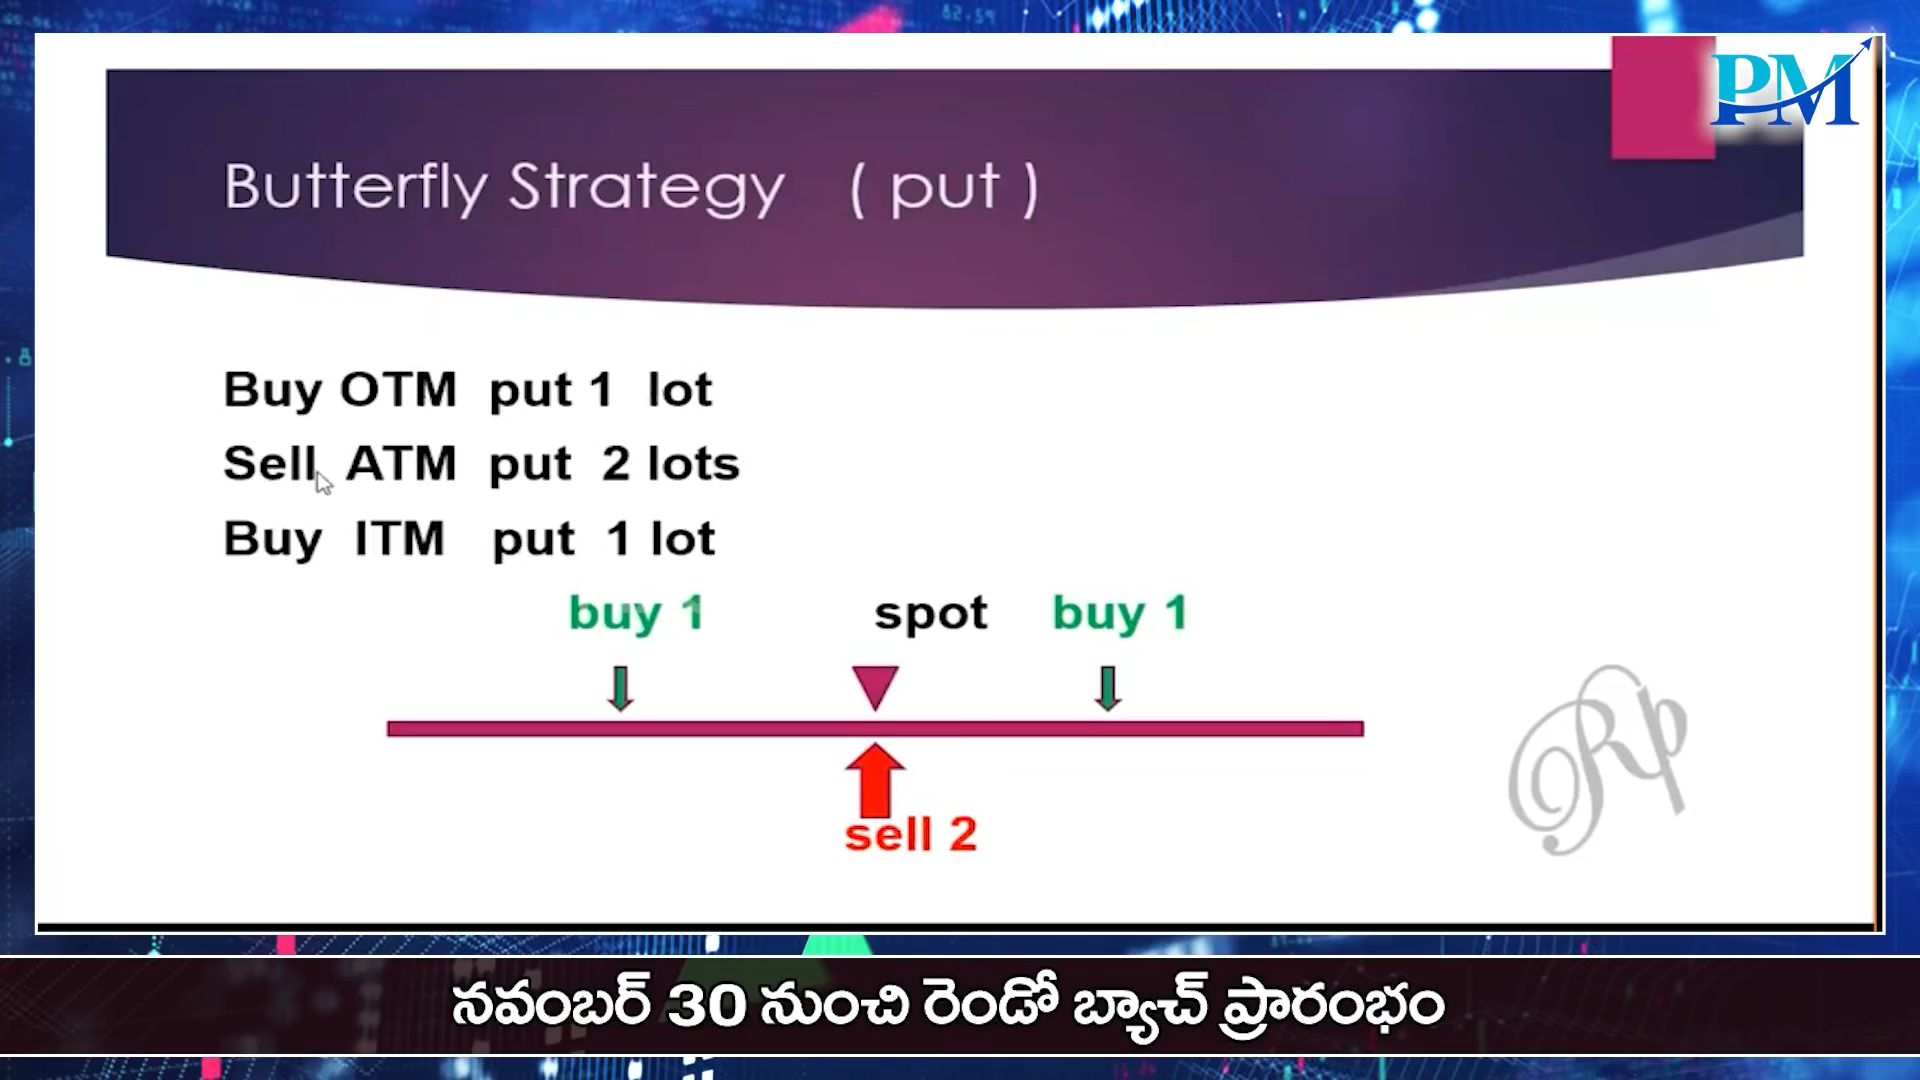 PM
Butterfly Strategy ( put )
Buy OTM put 1 lot
Sell ATM put 2 lots
Buy ITM put 1 lot
buy 1 spot buy 1
sell 2
Rp
నవంబర్ 30 నుంచి రెండో బ్యాచ్ ప్రారంభం